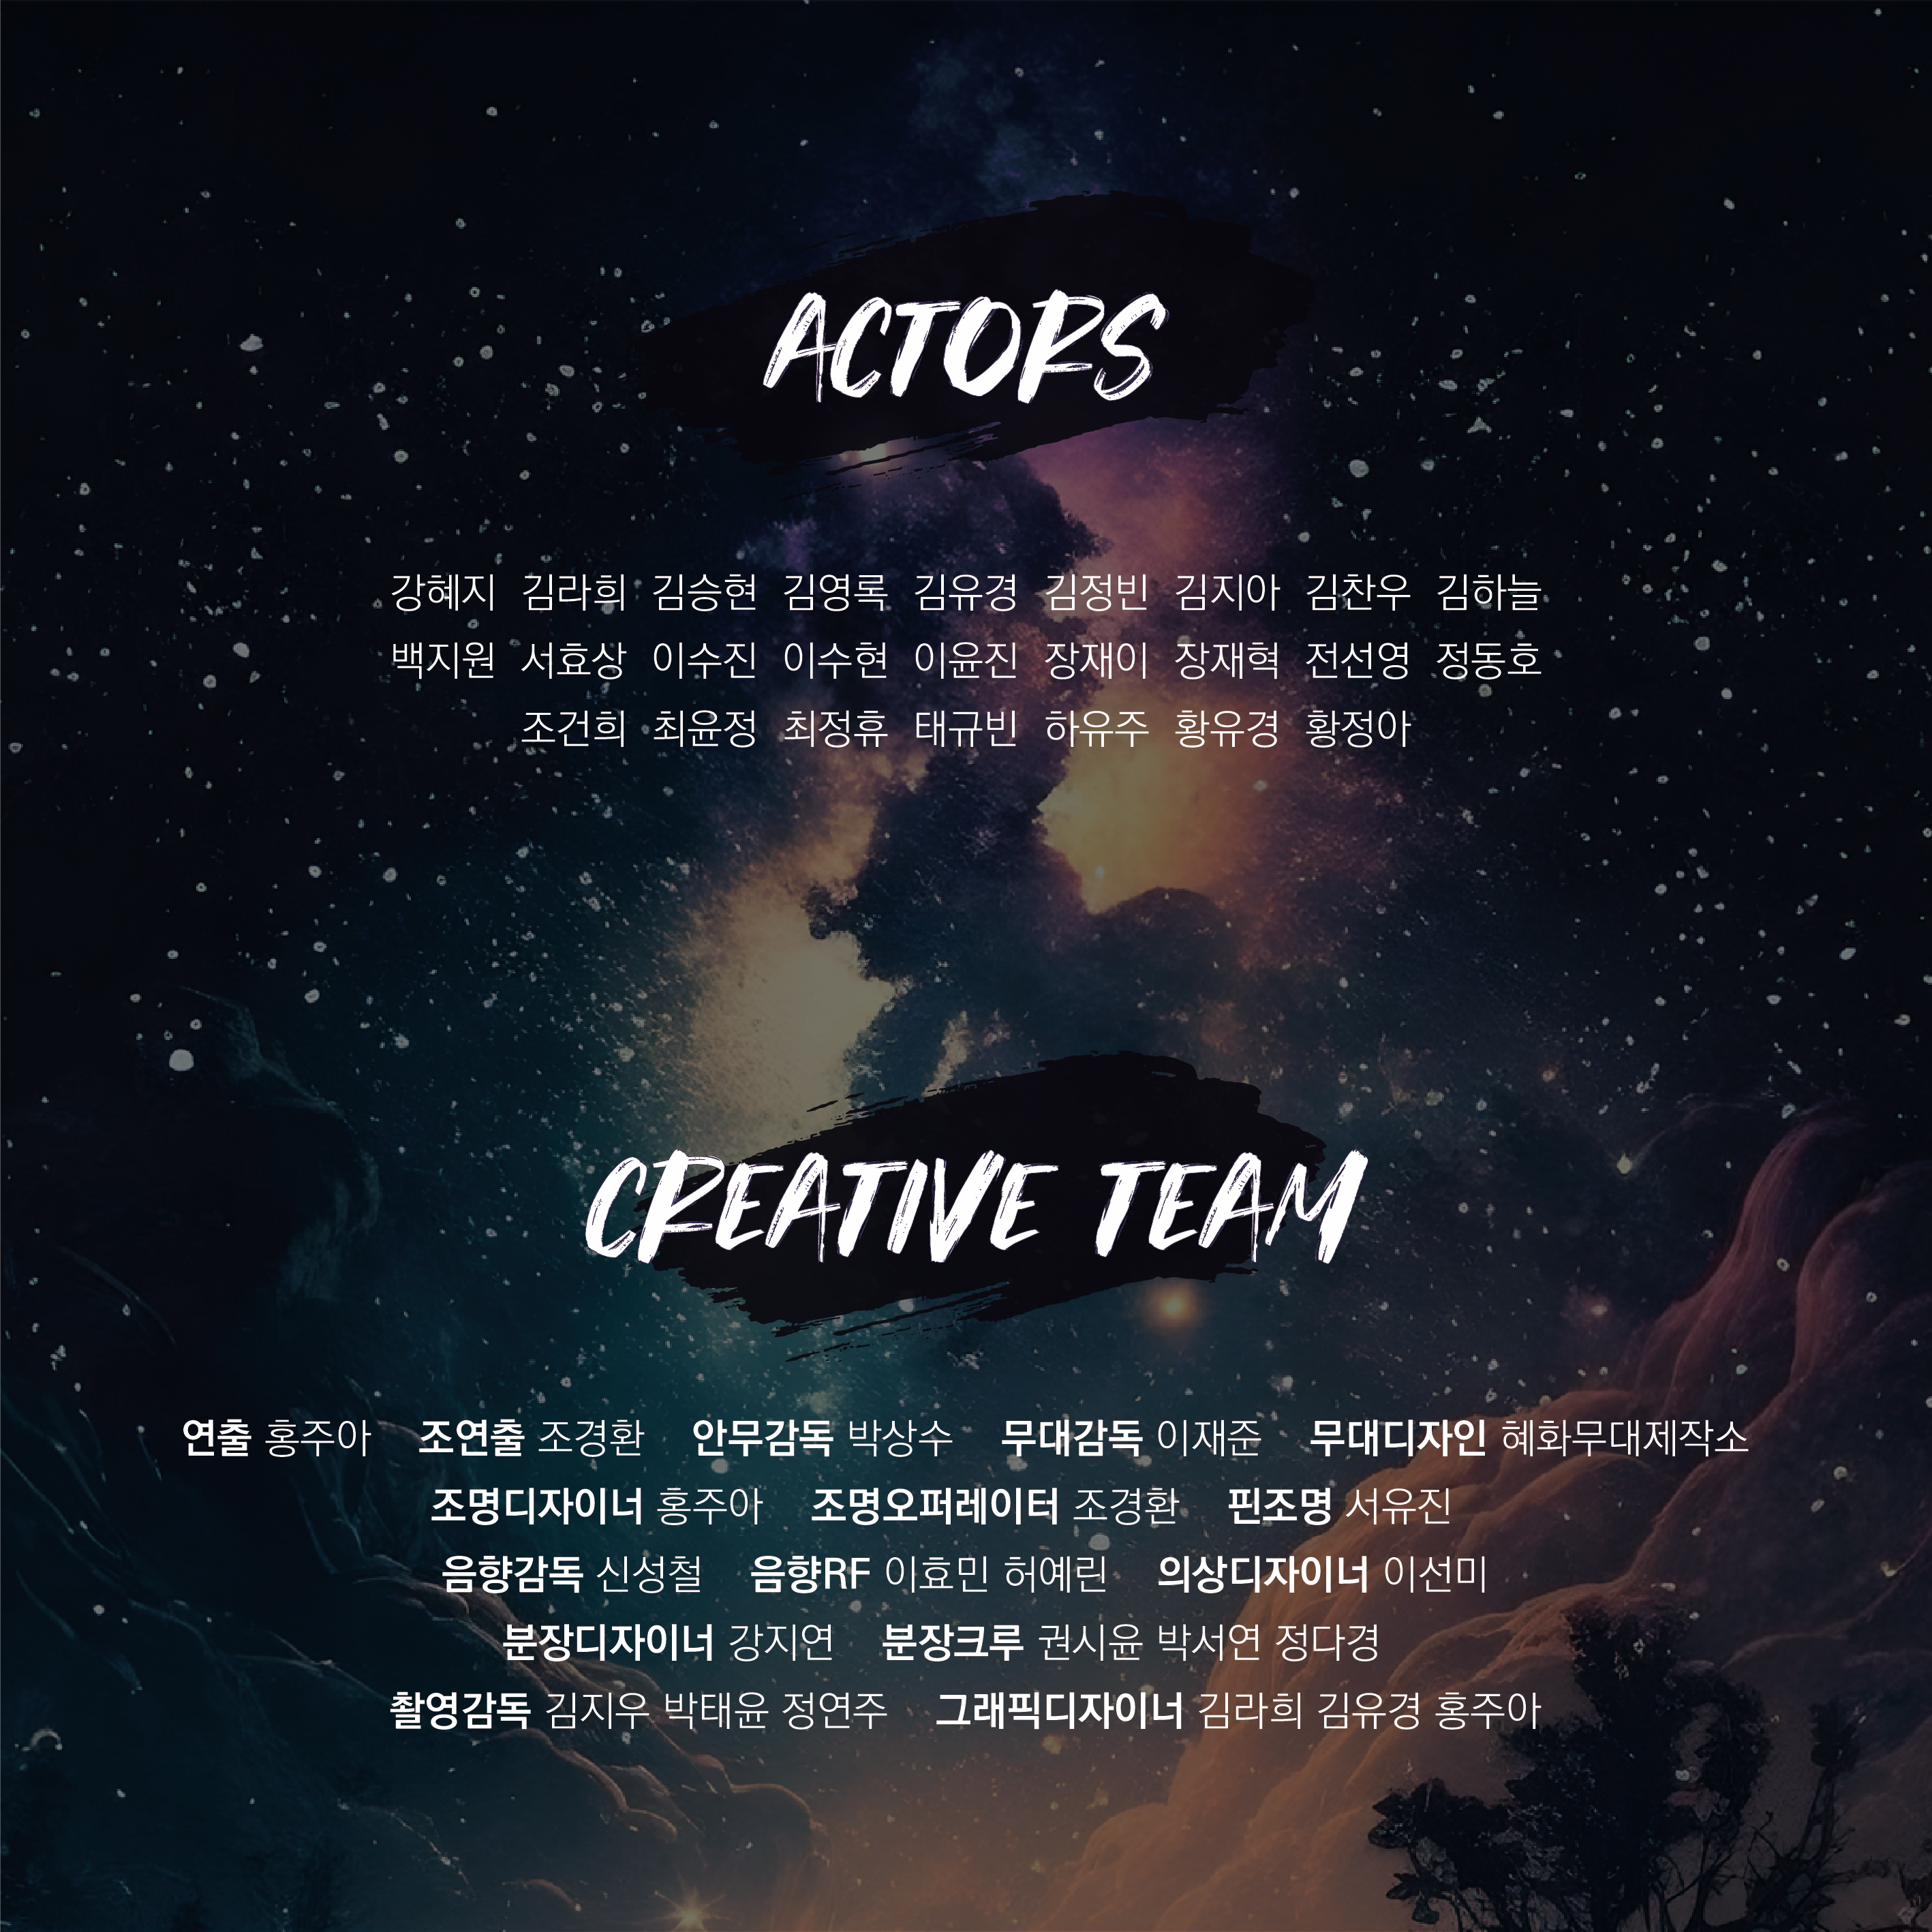 ACTORS
강혜지 김라희 김승현 김영록 김유경 김정빈 김지아 김찬우 김하늘
백지원 서효상 이수진 이수현 이윤진 장재이 장재혁 전선영 정동호
조건희 최윤정 최정휴 태규빈 하유주 황유경 황정아
CREATIVE TEAM
연출 홍주아 조연출 조경환 안무감독 박상수 무대감독 이재준 무대디자인 혜화무대제작소
조명디자이너 홍주아 조명오퍼레이터 조경환 핀조명 서유진
음향감독 신성철 음향RF 이효민 허예린 의상디자이너 이선미
분장디자이너 강지연 분장크루 권시윤 박서연 정다경
촬영감독 김지우 박태윤 정연주 그래픽디자이너 김라희 김유경 홍주아